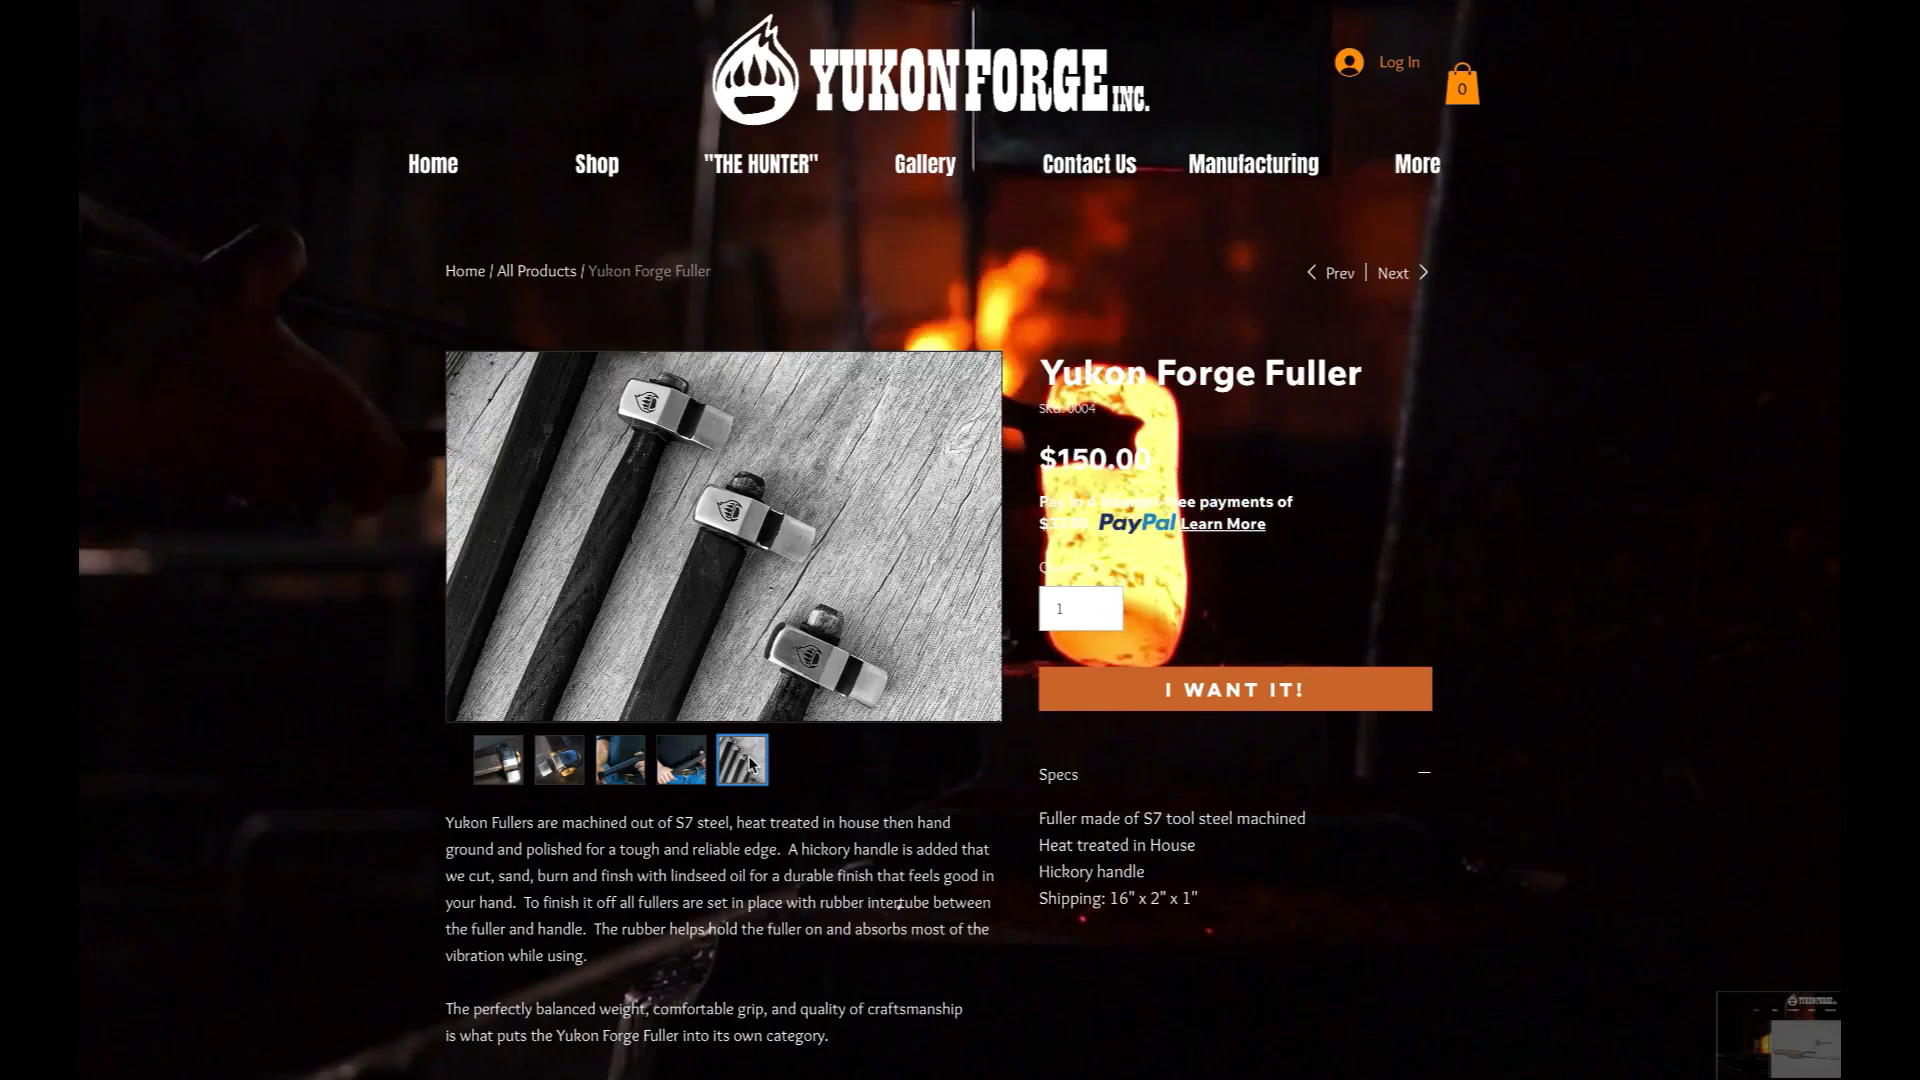 YUKON FORGE INC.
Log In
0
Home
Shop
"THE HUNTER"
Gallery
Contact Us
Manufacturing
More
Home / All Products / Yukon Forge Fuller
Prev | Next
Yukon Forge Fuller
SKU: 0004
$150.00
Pay in 4 interest-free payments of
PayPal Learn More
1
I WANT IT!
Yukon Fullers are machined out of S7 steel, heat treated in house then hand
ground and polished for a tough and reliable edge. A hickory handle is added that
we cut, sand, burn and finsh with lindseed oil for a durable finish that feels good in
your hand. To finish it off all fullers are set in place with rubber intertube between
the fuller and handle. The rubber helps hold the fuller on and absorbs most of the
vibration while using.
The perfectly balanced weight, comfortable grip, and quality of craftsmanship
is what puts the Yukon Forge Fuller into its own category.
Specs
Fuller made of S7 tool steel machined
Heat treated in House
Hickory handle
Shipping: 16" x 2" x 1"